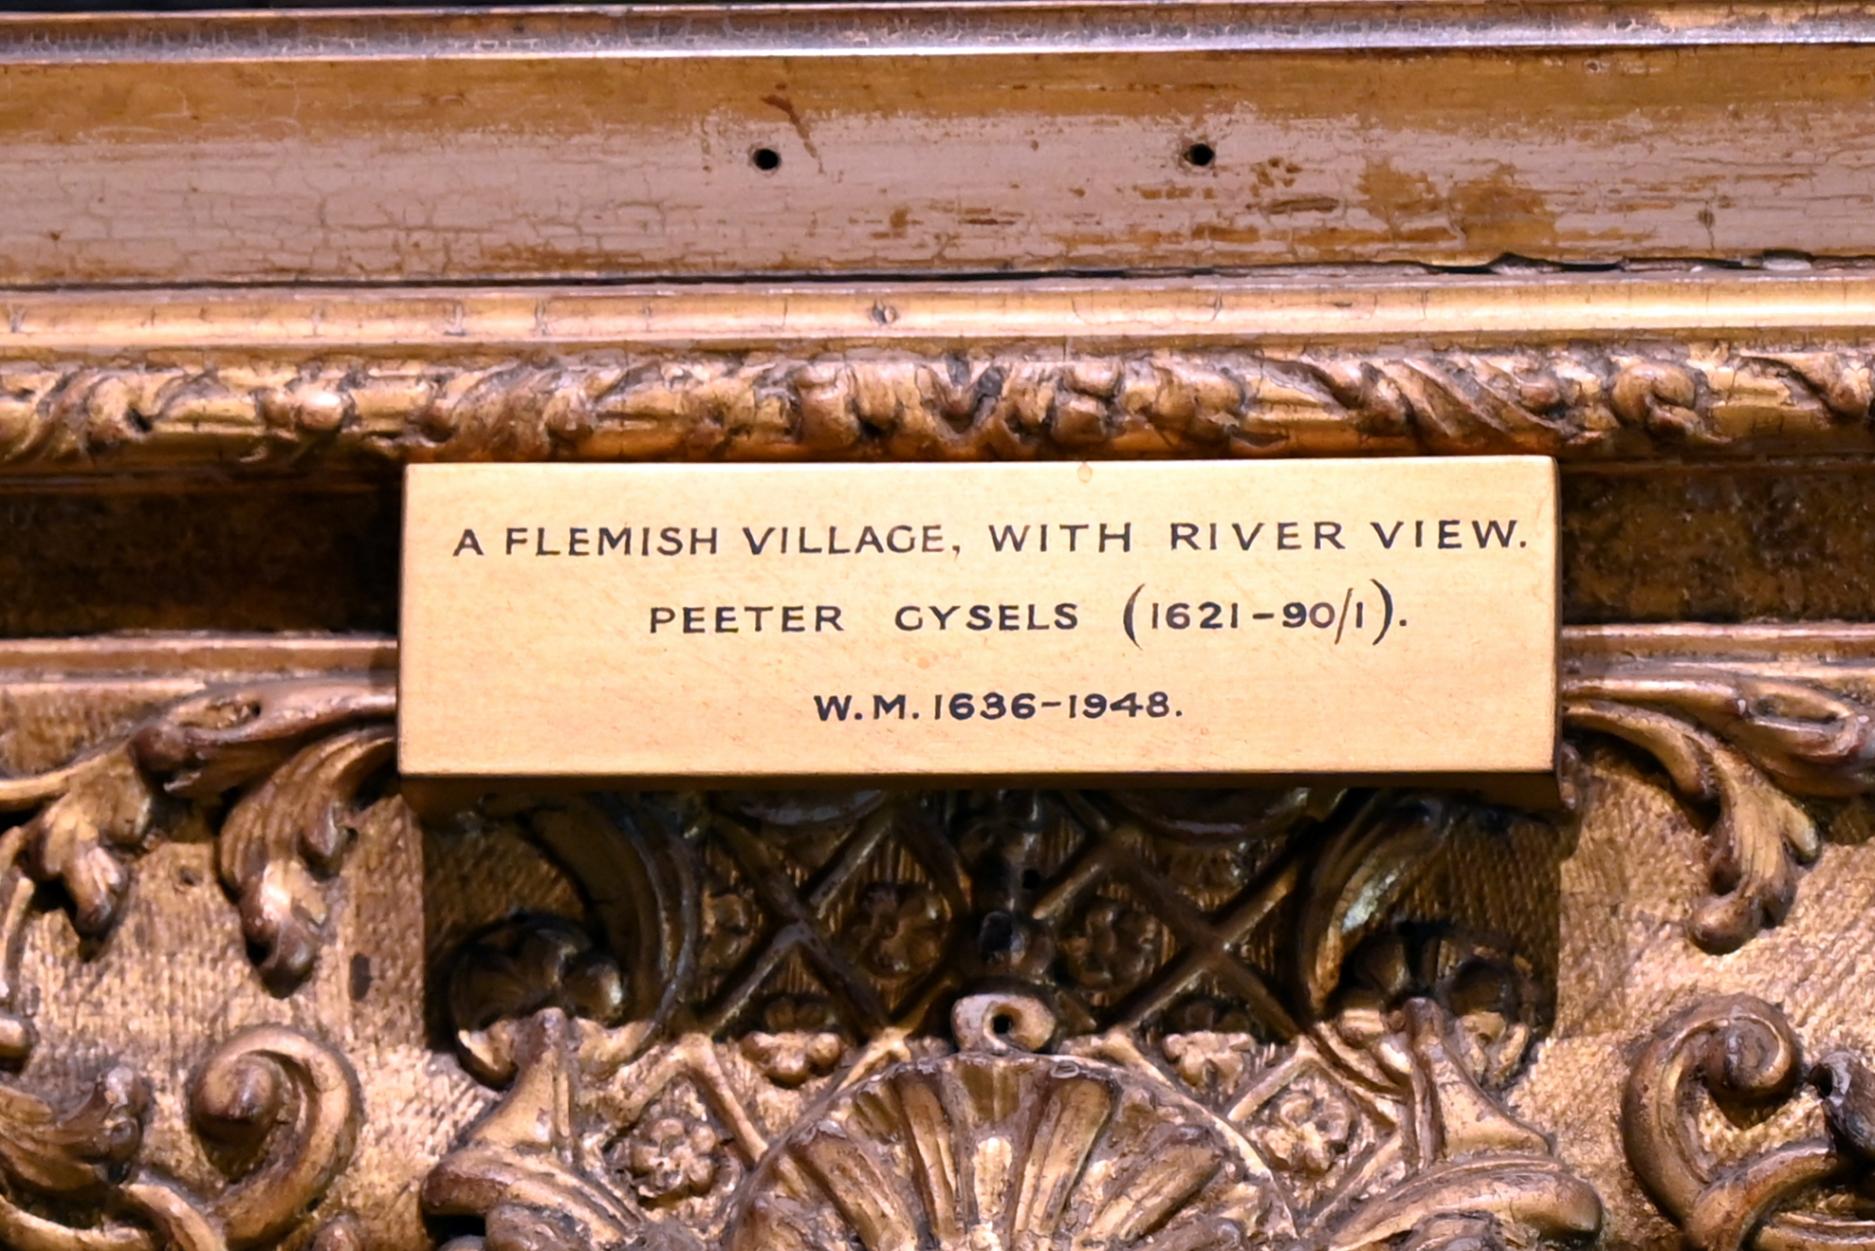 A FLEMISH VILLAGE, WITH RIVER VIEW.
PEETER GYSELS (1621-90/1).
W.M. 1636-1948.